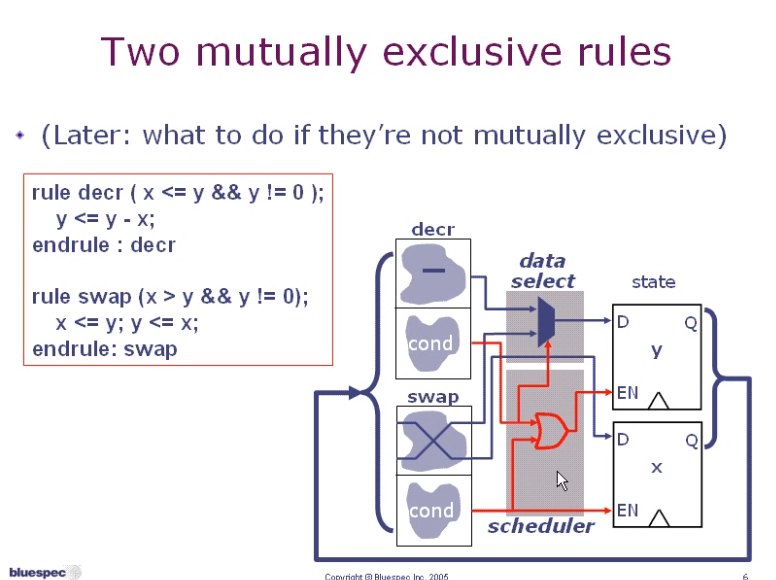 Two mutually exclusive rules
(Later: what to do if they're not mutually exclusive)
rule decr ( x <= y && y != 0 );
y <= y - x;
endrule : decr
rule swap (x > y && y != 0);
x <= y; y <= x;
endrule: swap
decr
cond
swap
cond
data
select
scheduler
state
D
Q
y
EN
D
Q
x
EN
bluespec
Copyright © Bluespec Inc. 2005
6